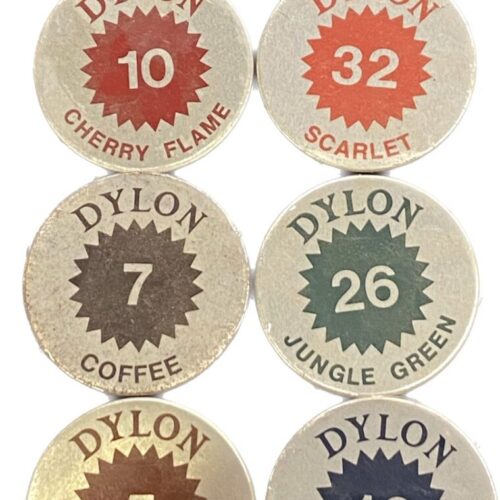 DYLON
10
CHERRY FLAME
DYLON
32
SCARLET
DYLON
7
COFFEE
DYLON
26
JUNGLE GREEN
DYLON
DYLON